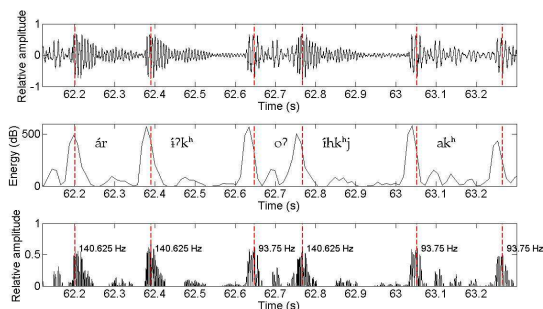 Relative amplitude
1
0
-1
62.2 62.3 62.4 62.5 62.6 62.7 62.8 62.9 63 63.1 63.2
Time (s)
Energy (dB)
500
0
ár íʔkʰ oʔ íhkʰj akʰ
62.2 62.3 62.4 62.5 62.6 62.7 62.8 62.9 63 63.1 63.2
Time (s)
Relative amplitude
1
0.5
0
140.625 Hz 140.625 Hz 93.75 Hz 140.625 Hz 93.75 Hz 93.75 Hz
62.2 62.3 62.4 62.5 62.6 62.7 62.8 62.9 63 63.1 63.2
Time (s)